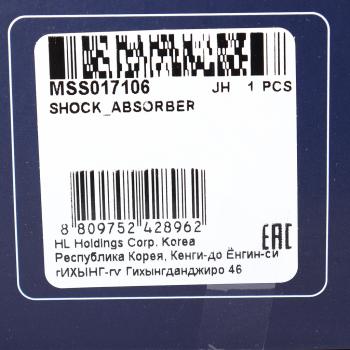 MSS017106 JH 1 PCS
SHOCK_ABSORBER
8 809752 428962
HL Holdings Corp. Korea EAC
Республика Корея, Кенги-до Ёнгин-си
гИХЫНГ-гv Гихынгданджиро 46